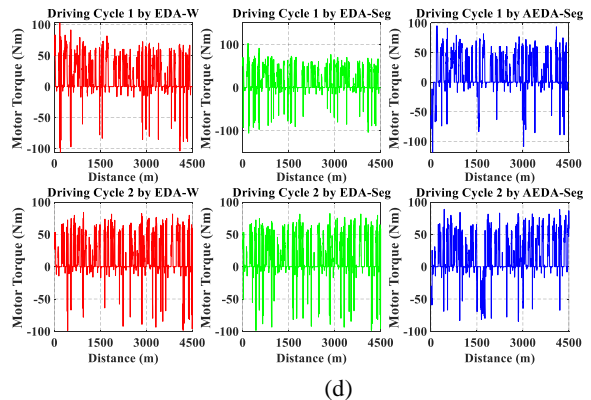 Driving Cycle 1 by EDA-W
Motor Torque (Nm)
100
50
0
-50
-100
0 1500 3000 4500
Driving Cycle 1 by EDA-Seg
Motor Torque (Nm)
100
0
-100
0 1500 3000 4500
Driving Cycle 1 by AEDA-Seg
Motor Torque (Nm)
50
0
-50
-100
0 1500 3000 4500
Driving Cycle 2 by EDA-W
Motor Torque (Nm)
100
50
0
-50
-100
0 1500 3000 4500
Distance (m)
Driving Cycle 2 by EDA-Seg
Motor Torque (Nm)
100
50
0
-50
-100
0 1500 3000 4500
Distance (m)
Driving Cycle 2 by AEDA-Seg
Motor Torque (Nm)
100
50
0
-50
-100
0 1500 3000 4500
Distance (m)
(d)